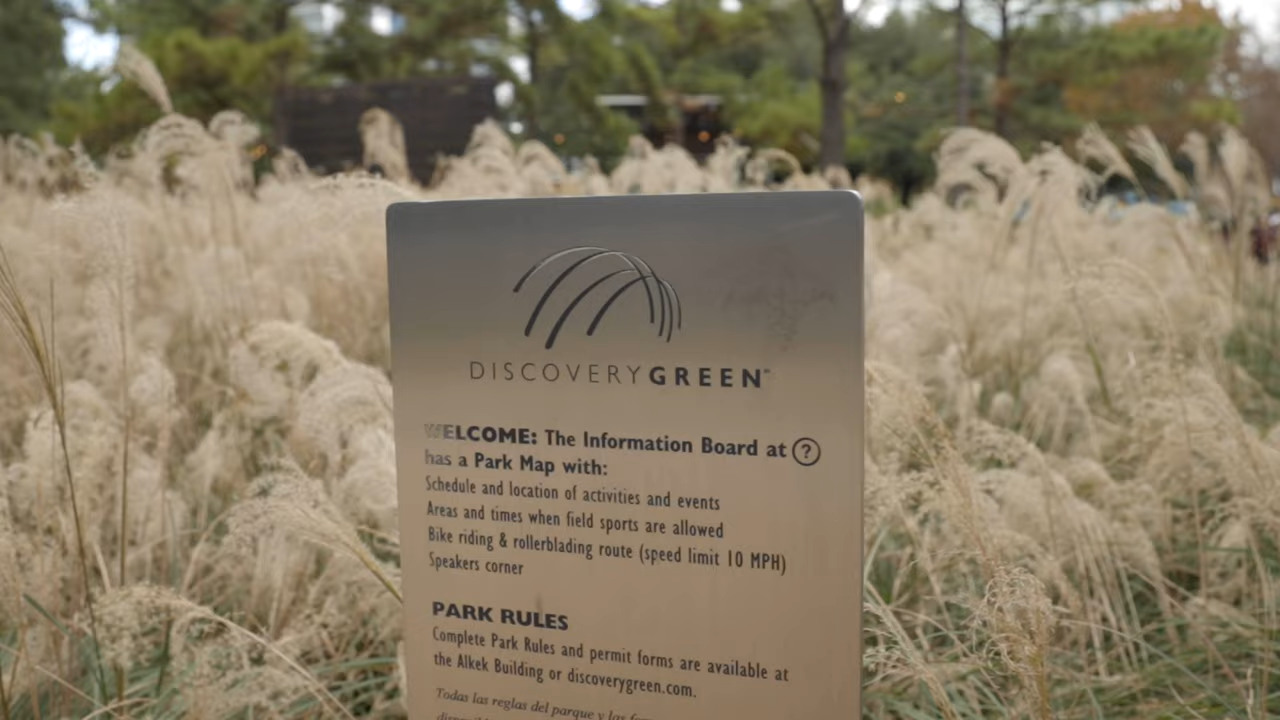 DISCOVERYGREEN™
WELCOME: The Information Board at ?
has a Park Map with:
Schedule and location of activities and events
Areas and times when field sports are allowed
Bike riding & rollerblading route (speed limit 10 MPH)
Speakers corner
PARK RULES
Complete Park Rules and permit forms are available at
the Alkek Building or discoverygreen.com.
Todas las reglas del parque y las